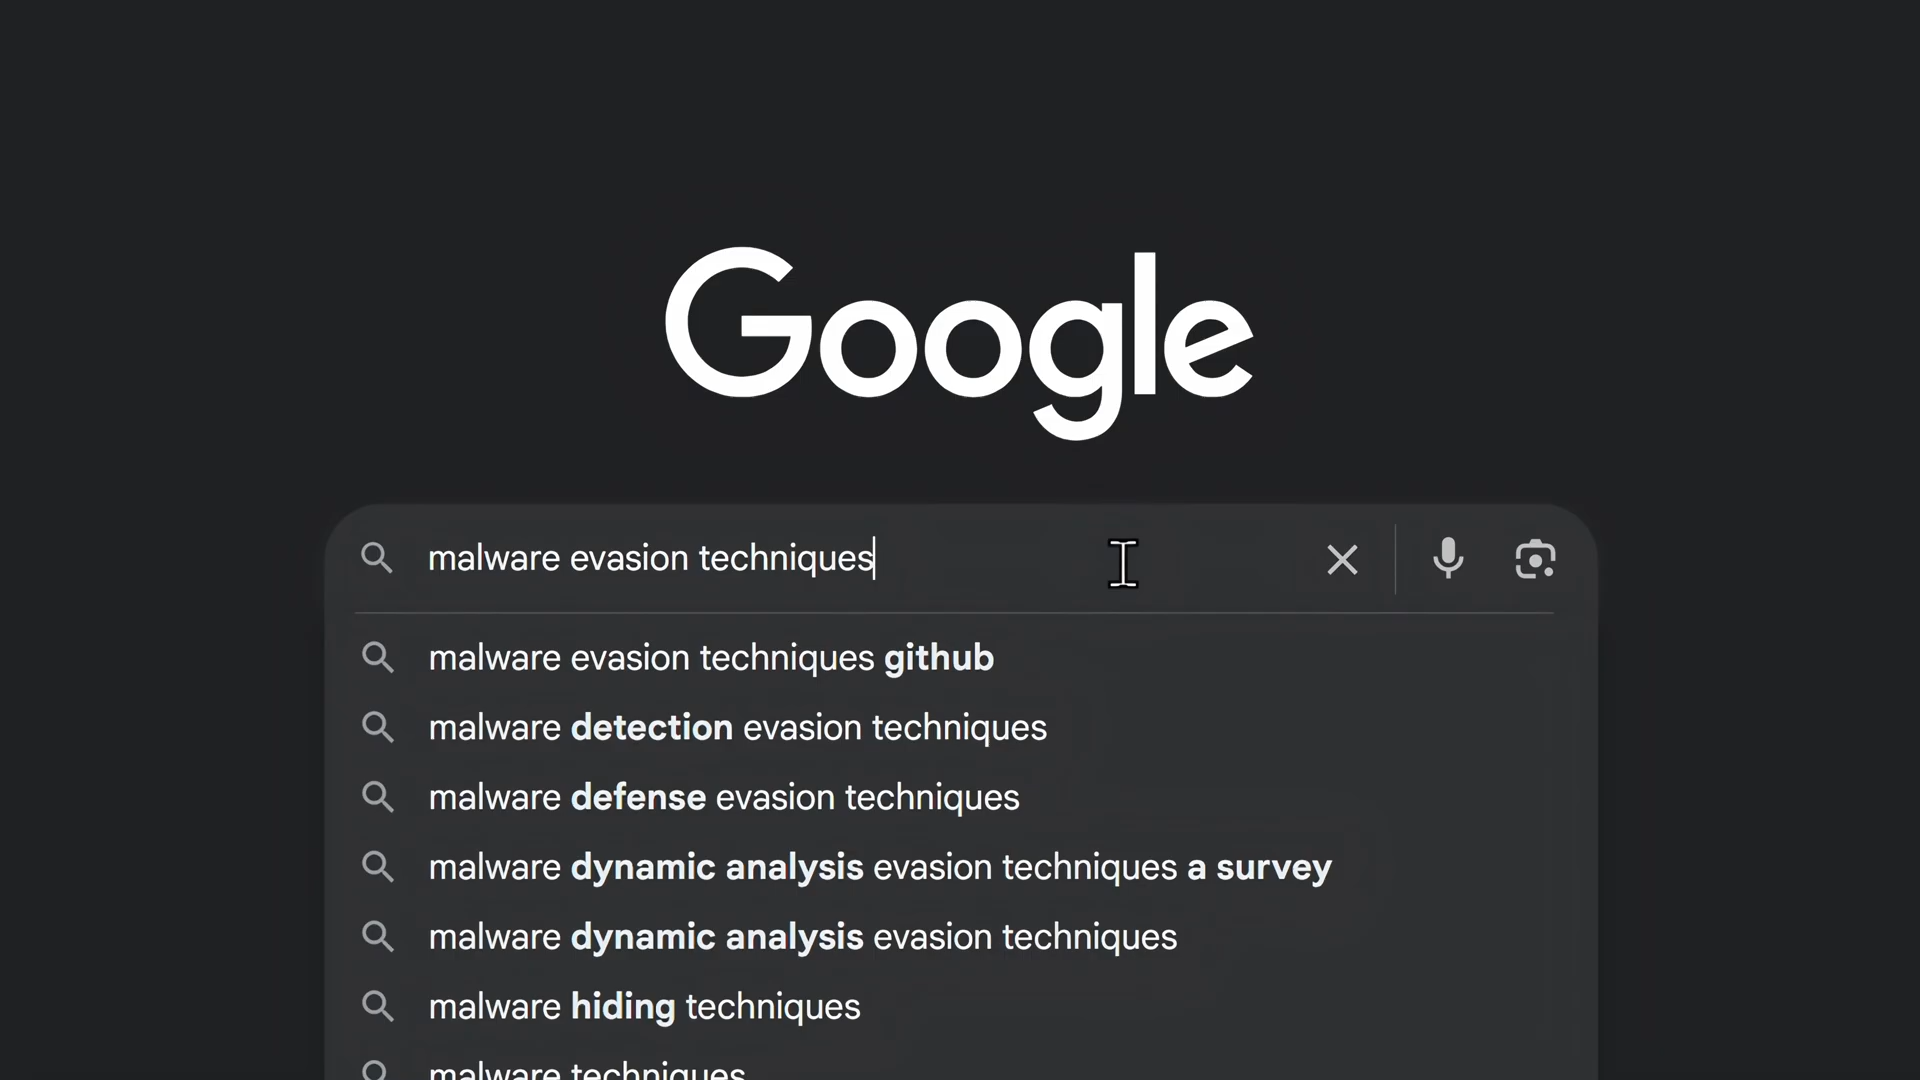 Google
malware evasion techniques
malware evasion techniques github
malware detection evasion techniques
malware defense evasion techniques
malware dynamic analysis evasion techniques a survey
malware dynamic analysis evasion techniques
malware hiding techniques
malware techniques